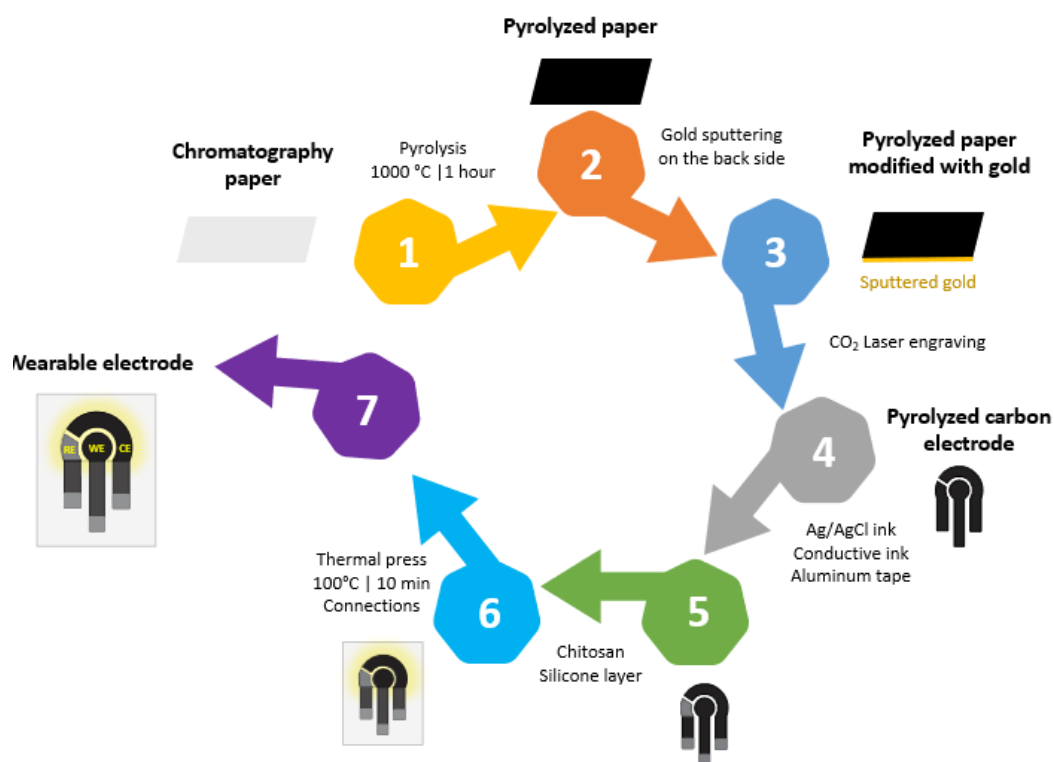 Pyrolyzed paper
Chromatography
paper
Pyrolysis
1000 °C |1 hour
1
2
Gold sputtering
on the back side
Pyrolyzed paper
modified with gold
3
Sputtered gold
CO₂ Laser engraving
4
Pyrolyzed carbon
electrode
Ag/AgCl ink
Conductive ink
Aluminum tape
5
Chitosan
Silicone layer
6
Thermal press
100°C | 10 min
Connections
7
Wearable electrode
RE WE CE